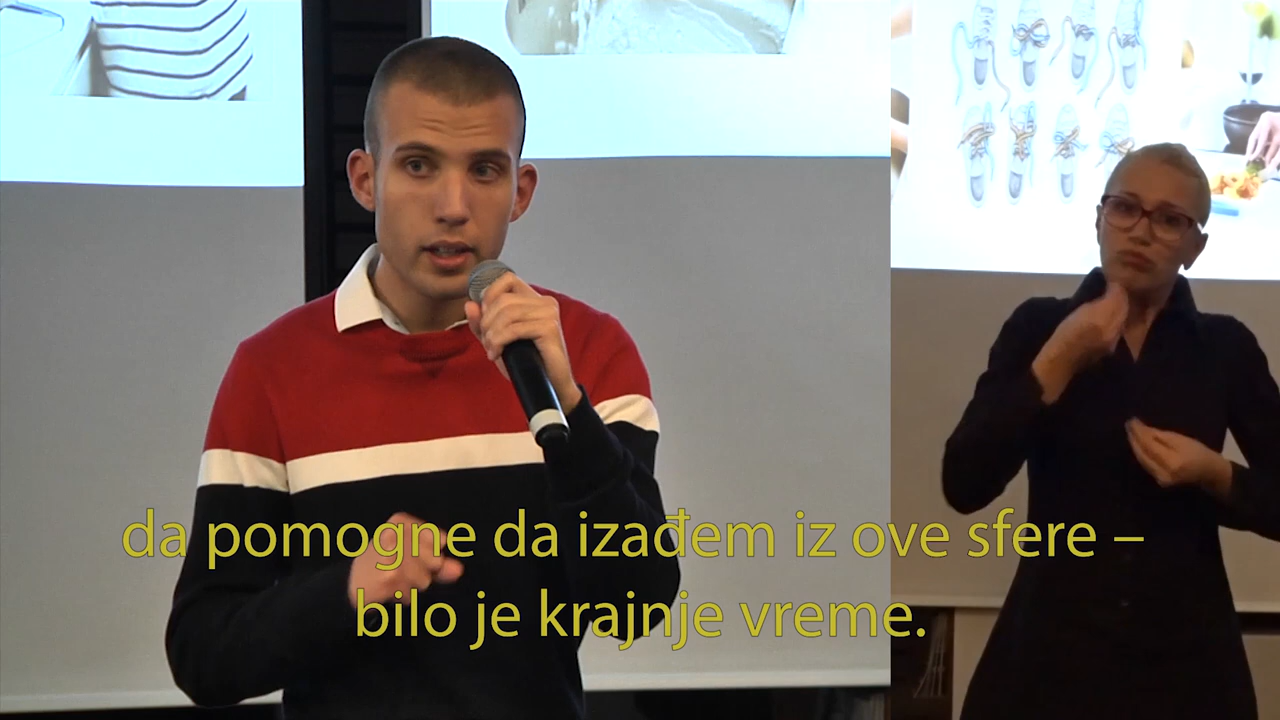 da pomogne da izađem iz ove sfere –
bilo je krajnje vreme.